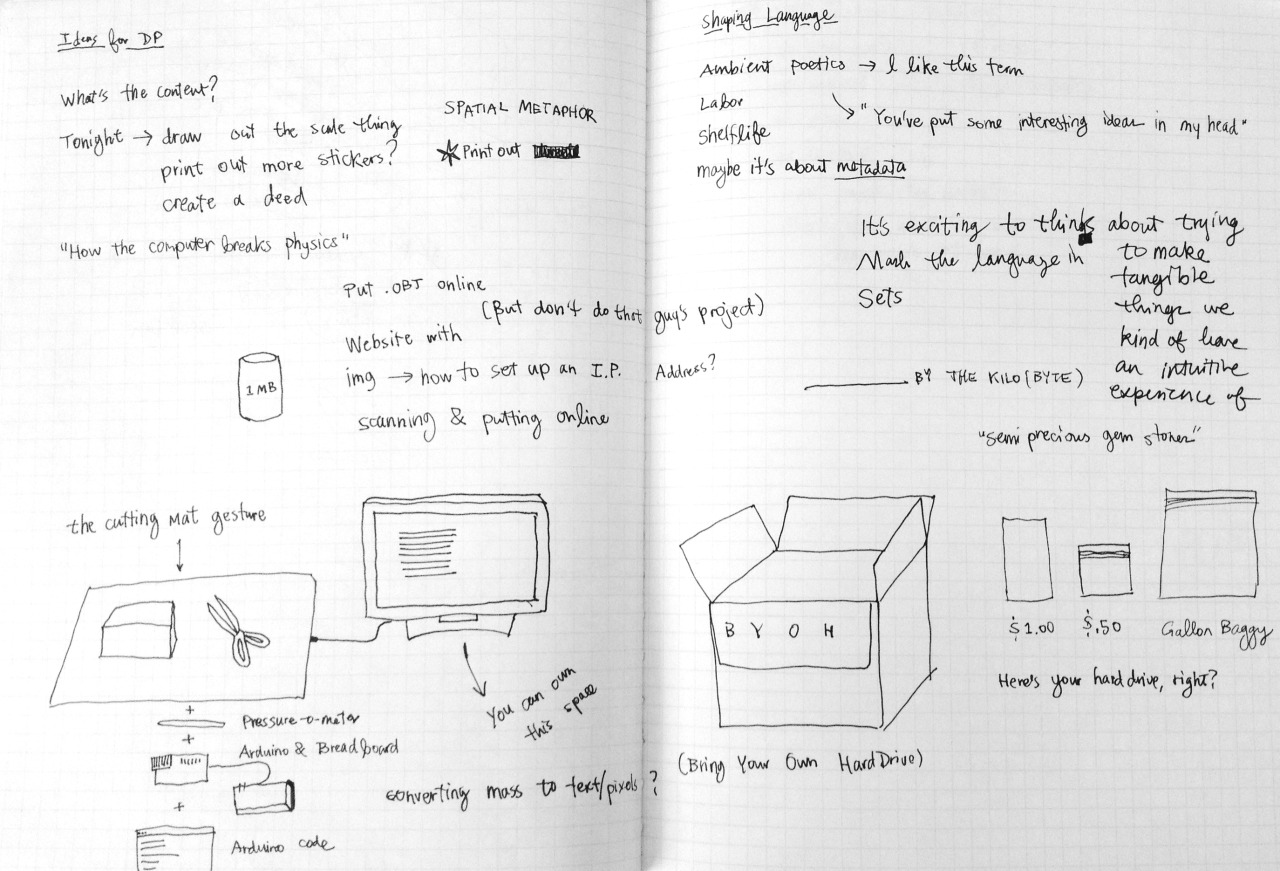 Ideas for DP
What's the content?
Tonight → draw out the scale thing
print out more stickers?
create a deed
SPATIAL METAPHOR
★ Print out
"How the computer breaks physics"
Put .OBJ online
(But don't do that guy's project)
Website with
img → how to set up an I.P. Address?
scanning & putting online
1 MB
the cutting mat gesture
You can own
this space
+
Pressure-o-meter
+
Arduino & Breadboard
+
Arduino code
converting mass to text/pixels?
Shaping Language
Ambient poetics → I like this term
"You've put some interesting ideas in my head"
Labor
Shelflife
maybe it's about metadata
It's exciting to think about trying
to make
tangible
things we
kind of have
an intuitive
experience of
the language in
Sets
BY THE KILO(BYTE)
"semi precious gem stones"
B Y O H
(Bring Your Own HardDrive)
$1.00
$.50
Gallon Baggy
Here's your hard drive, right?